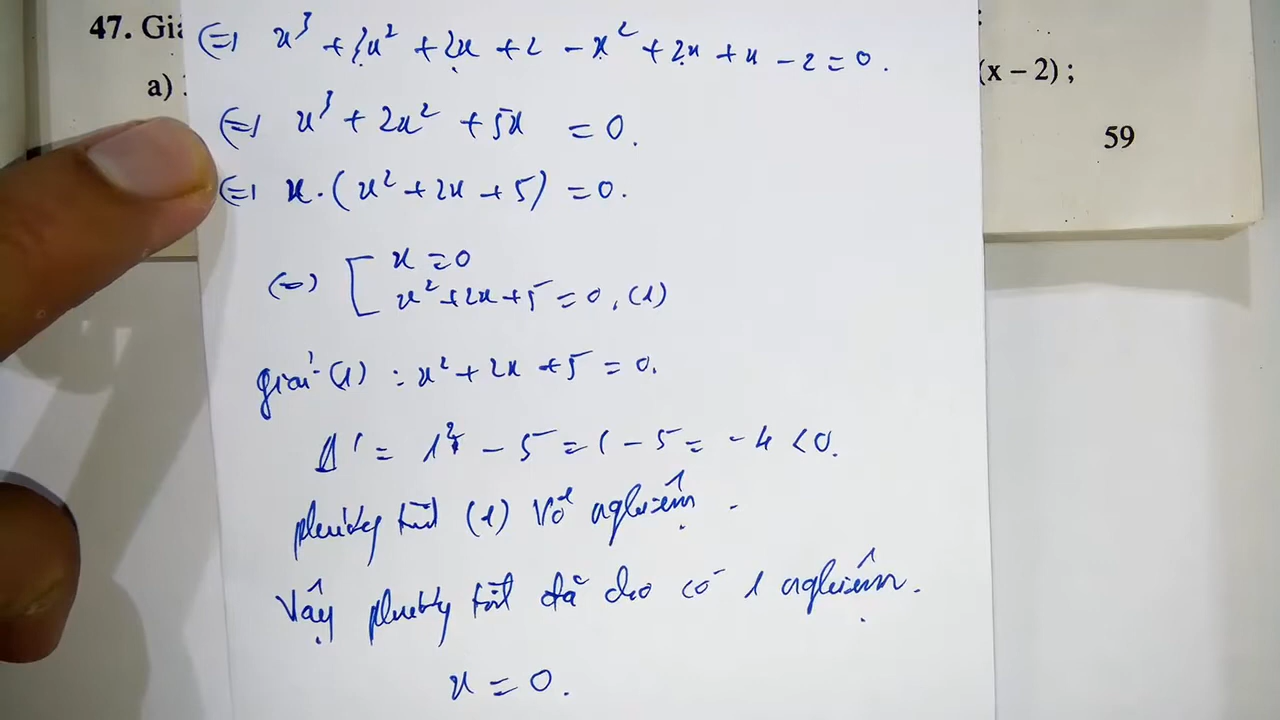 47. Giả
a)
(x – 2) ;
59
(=) x³ + 3x² + 2x + 2 - x² + 2x + x - 2 = 0.
(=) x³ + 2x² + 5x = 0.
(=) x.(x² + 2x + 5) = 0.
(=) [ x = 0
x² + 2x + 5 = 0. (1)
giải (1) : x² + 2x + 5 = 0.
Δ' = 1² - 5 = 1 - 5 = -4 < 0.
phương trình (1) Vô nghiệm.
Vậy phương trình đã cho có 1 nghiệm.
x = 0.